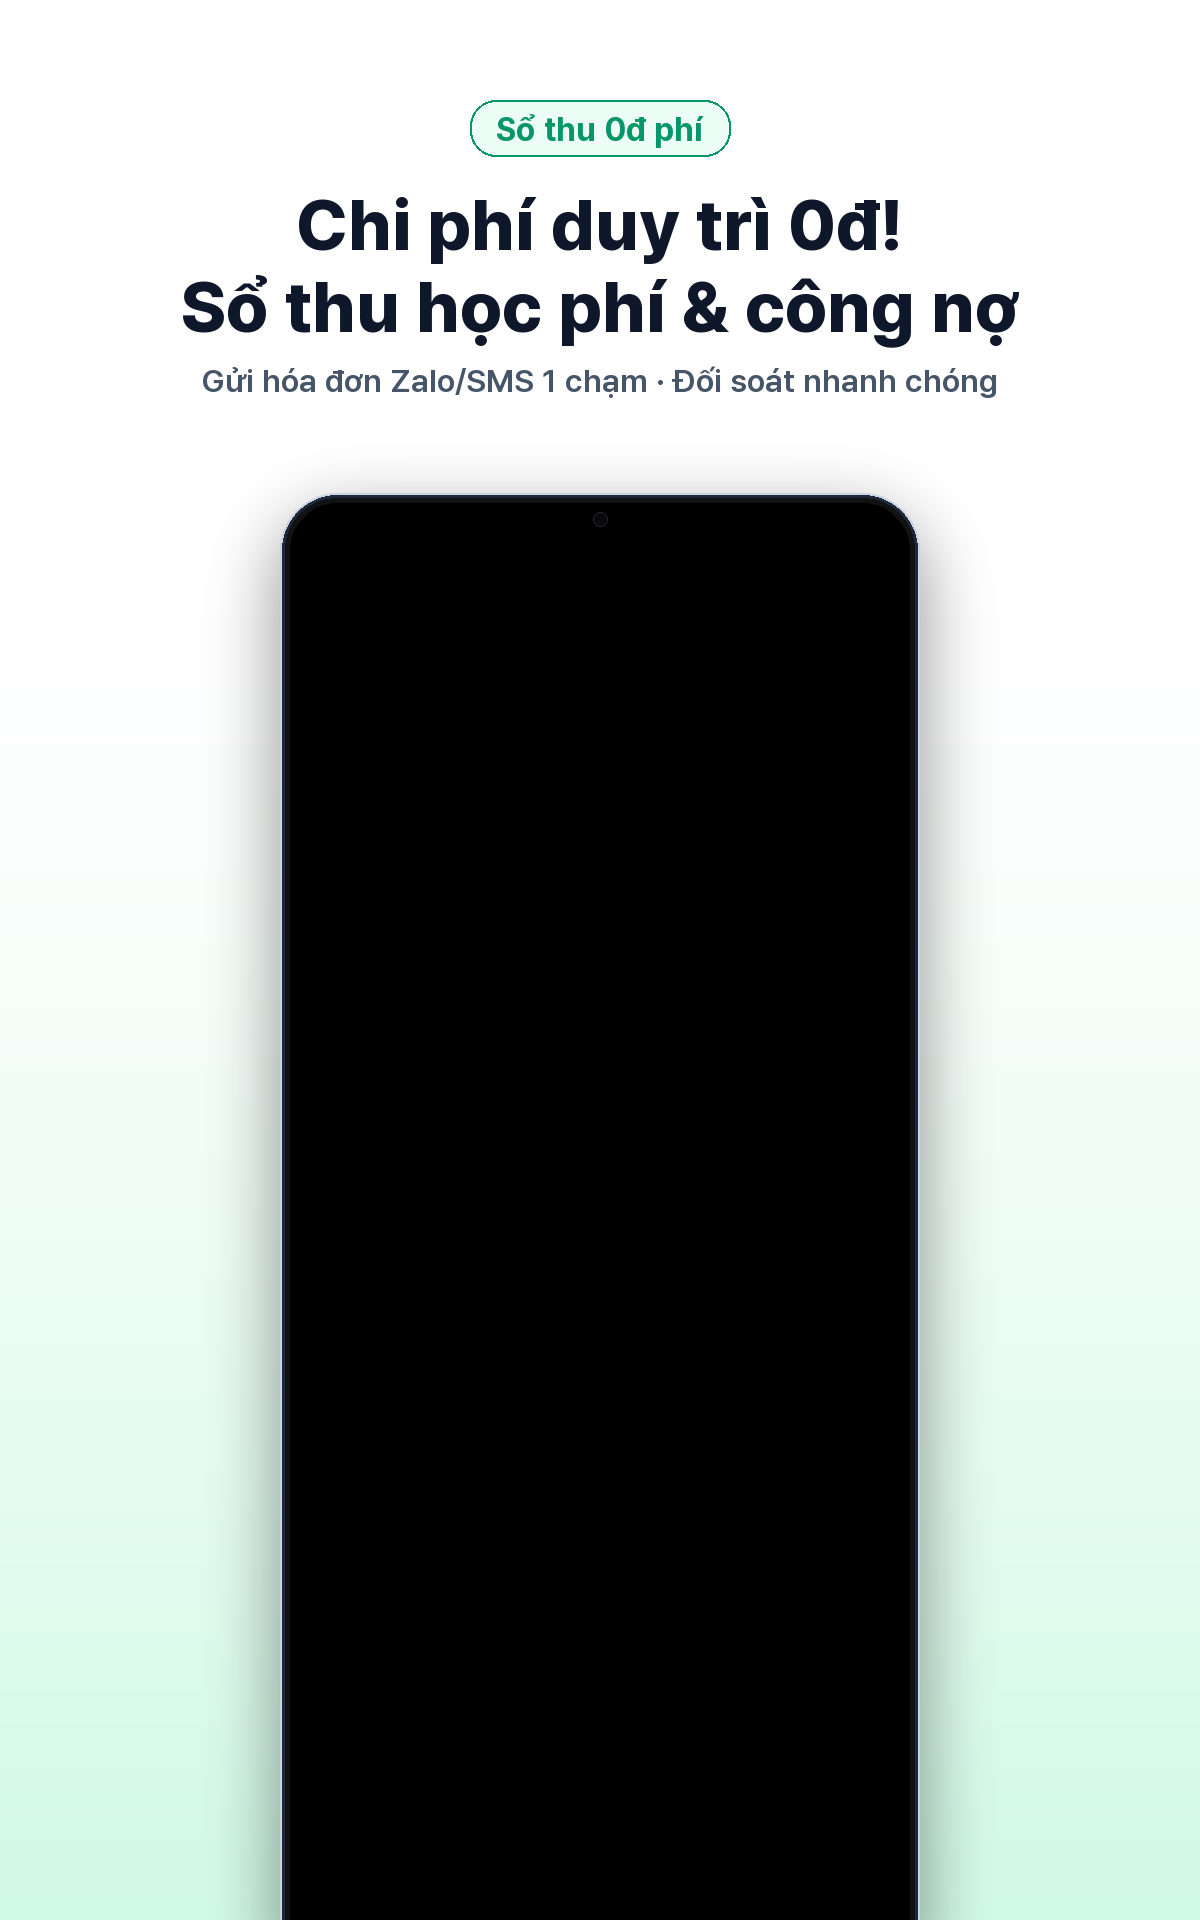 Sổ thu 0đ phí
Chi phí duy trì 0đ!
Sổ thu học phí & công nợ
Gửi hóa đơn Zalo/SMS 1 chạm · Đối soát nhanh chóng